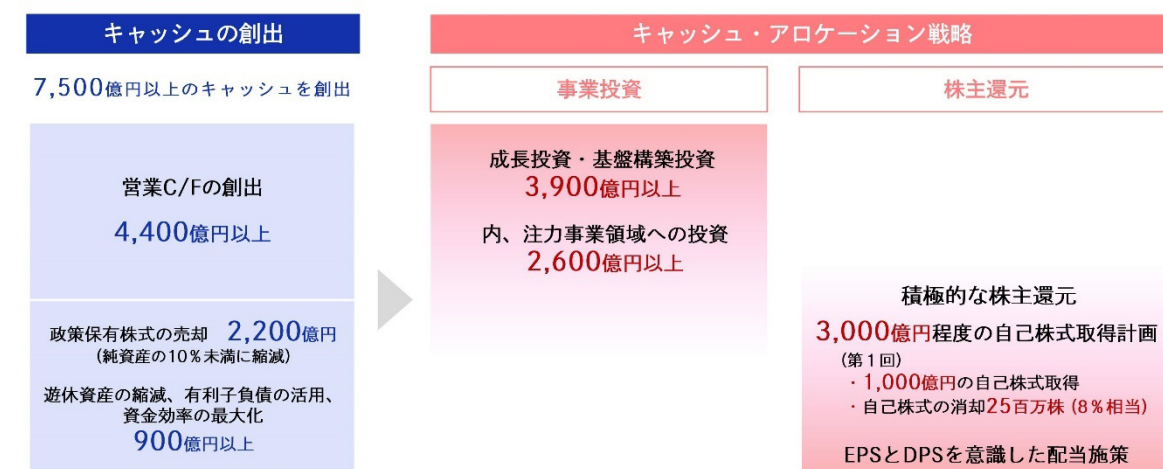 キャッシュの創出
7,500億円以上のキャッシュを創出
営業C/Fの創出
4,400億円以上
政策保有株式の売却 2,200億円
(純資産の10%未満に縮減)
遊休資産の縮減、有利子負債の活用、
資金効率の最大化
900億円以上
キャッシュ・アロケーション戦略
事業投資
成長投資・基盤構築投資
3,900億円以上
内、注力事業領域への投資
2,600億円以上
株主還元
積極的な株主還元
3,000億円程度の自己株式取得計画
(第1回)
・1,000億円の自己株式取得
・自己株式の消却25百万株 (8%相当)
EPSとDPSを意識した配当施策